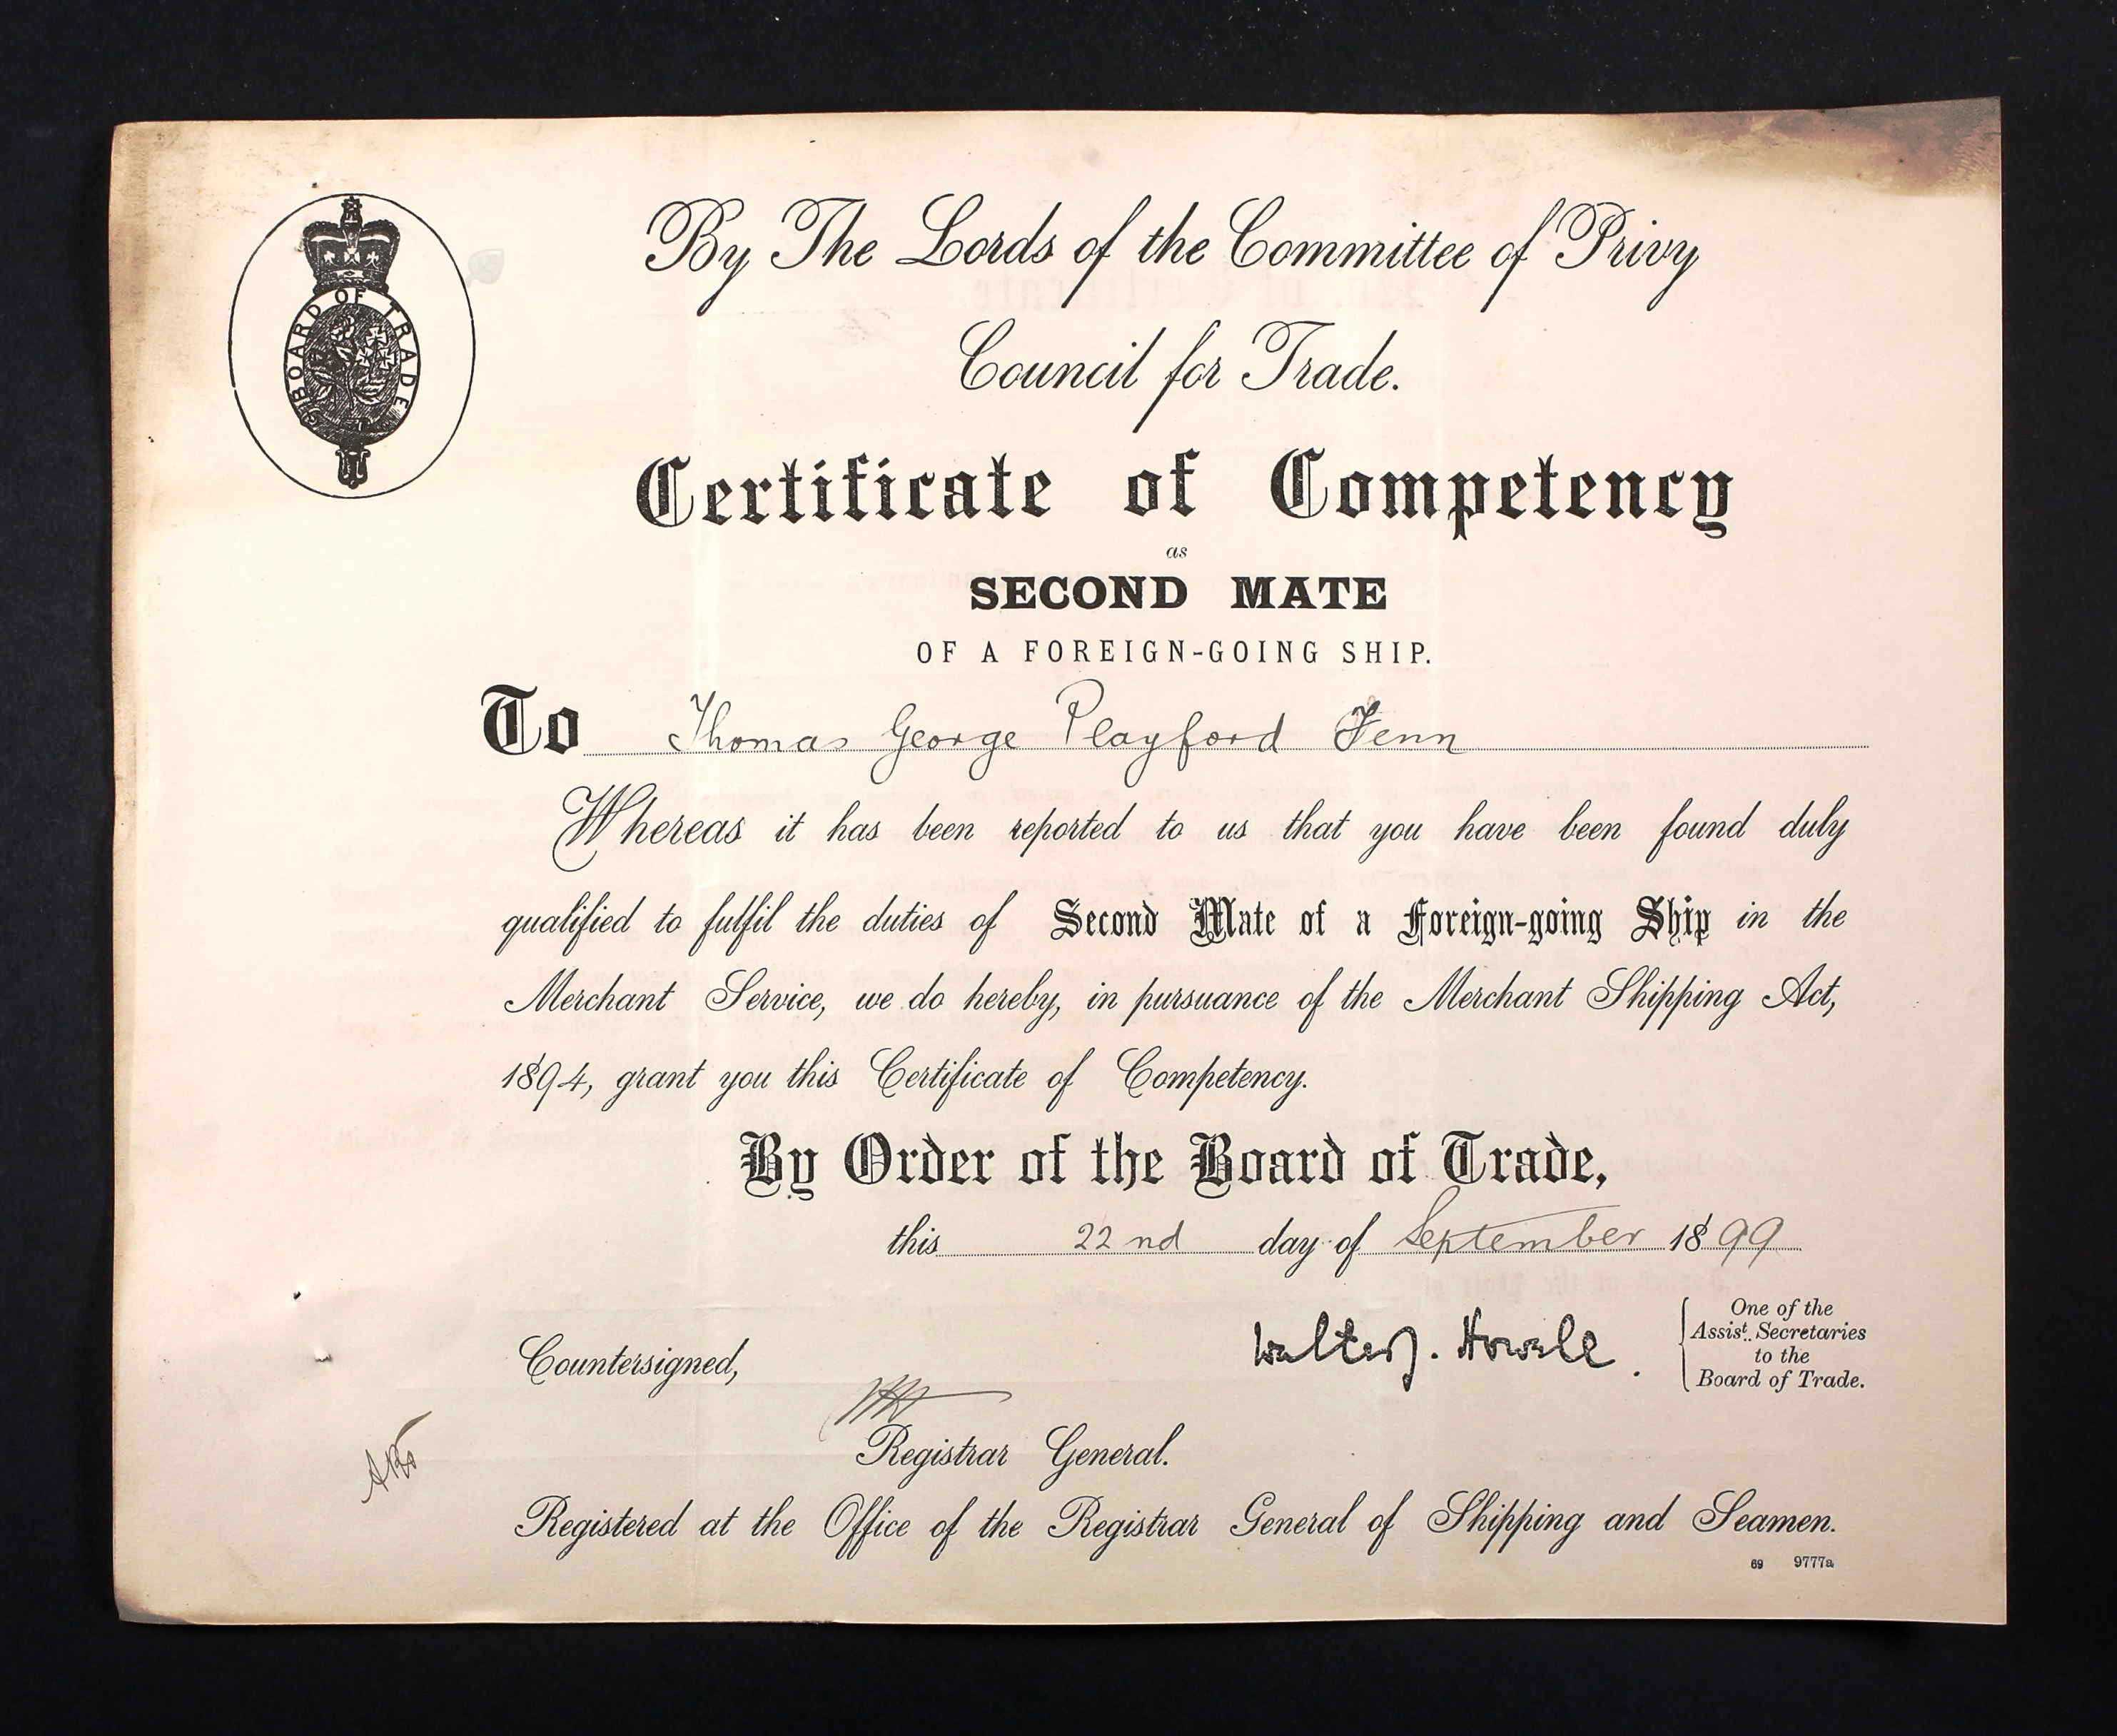 BOARD OF TRADE
By The Lords of the Committee of Privy
Council for Trade.
Certificate of Competency
as
SECOND MATE
OF A FOREIGN-GOING SHIP.
To Thomas George Playford Fenn
Whereas it has been reported to us that you have been found duly
qualified to fulfil the duties of Second Mate of a Foreign-going Ship in the
Merchant Service, we do hereby, in pursuance of the Merchant Shipping Act,
1894, grant you this Certificate of Competency.
By Order of the Board of Trade,
this 22nd day of September 1899
Walter J. Howell.
One of the
Assist. Secretaries
to the
Board of Trade.
Countersigned,
Registrar General.
Registered at the Office of the Registrar General of Shipping and Seamen.
69 9777a